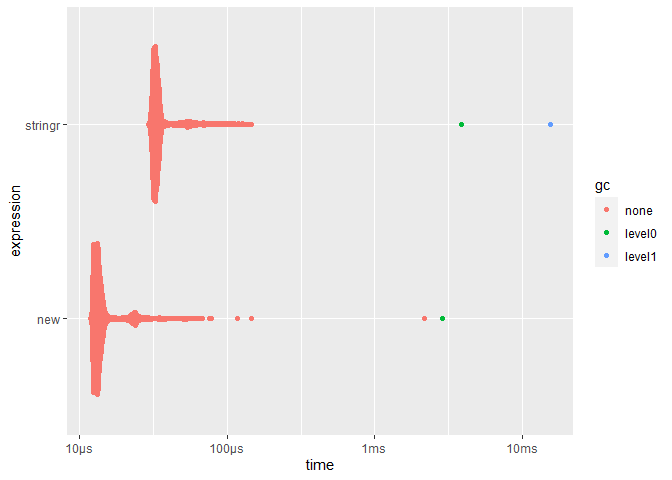 expression
stringr
new
10µs
100µs
1ms
10ms
time
gc
none
level0
level1